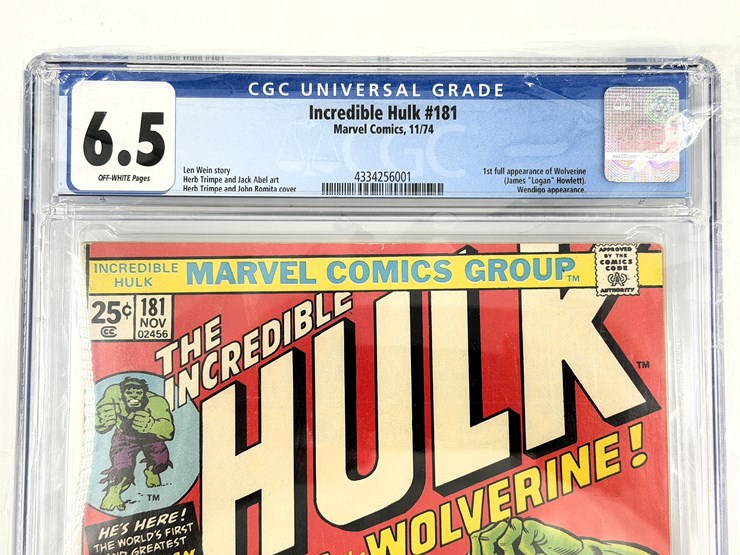 CGC UNIVERSAL GRADE
6.5
OFF-WHITE Pages
Incredible Hulk #181
Marvel Comics, 11/74
Len Wein story
Herb Trimpe and Jack Abel art
Herb Trimpe and John Romita cover
4334256001
1st full appearance of Wolverine
(James "Logan" Howlett).
Wendigo appearance.
INCREDIBLE
HULK
MARVEL COMICS GROUP TM
APPROVED
BY THE
COMICS
CODE
CA
AUTHORITY
25¢ 181
NOV
CC 02456
THE
INCREDIBLE
HULK TM
TM
HE'S HERE!
THE WORLD'S FIRST
AND GREATEST
WOLVERINE!